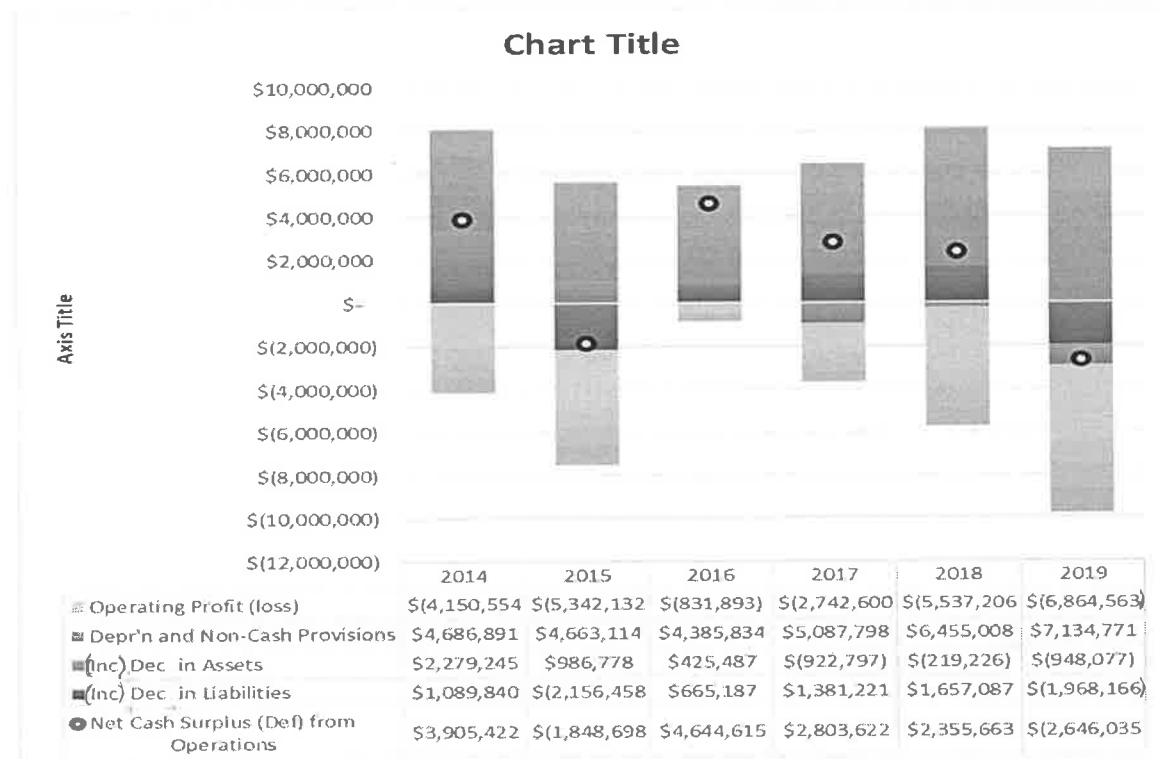 Chart Title
$10,000,000
$8,000,000
$6,000,000
$4,000,000
$2,000,000
$-
$(2,000,000)
$(4,000,000)
$(6,000,000)
$(8,000,000)
$(10,000,000)
$(12,000,000)
Axis Title
2014 2015 2016 2017 2018 2019
Operating Profit (loss) $(4,150,554 $(5,342,132 $(831,893) $(2,742,600 $(5,537,206 $(6,864,563)
Depr'n and Non-Cash Provisions $4,686,891 $4,663,114 $4,385,834 $5,087,798 $6,455,008 $7,134,771
(Inc) Dec in Assets $2,279,245 $986,778 $425,487 $(922,797) $(219,226) $(948,077)
(Inc) Dec in Liabilities $1,089,840 $(2,156,458 $665,187 $1,381,221 $1,657,087 $(1,968,166)
Net Cash Surplus (Def) from
Operations $3,905,422 $(1,848,698 $4,644,615 $2,803,622 $2,355,663 $(2,646,035